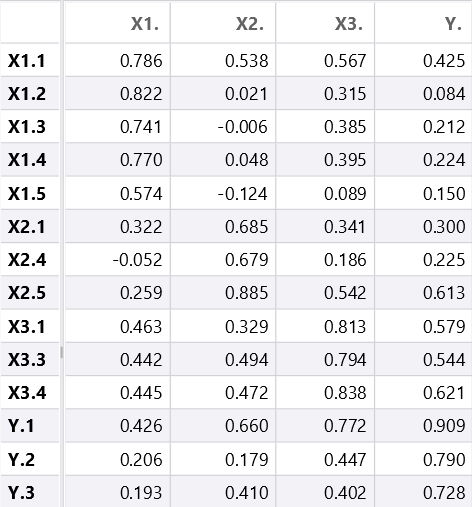 X1. X2. X3. Y.
X1.1 0.786 0.538 0.567 0.425
X1.2 0.822 0.021 0.315 0.084
X1.3 0.741 -0.006 0.385 0.212
X1.4 0.770 0.048 0.395 0.224
X1.5 0.574 -0.124 0.089 0.150
X2.1 0.322 0.685 0.341 0.300
X2.4 -0.052 0.679 0.186 0.225
X2.5 0.259 0.885 0.542 0.613
X3.1 0.463 0.329 0.813 0.579
X3.3 0.442 0.494 0.794 0.544
X3.4 0.445 0.472 0.838 0.621
Y.1 0.426 0.660 0.772 0.909
Y.2 0.206 0.179 0.447 0.790
Y.3 0.193 0.410 0.402 0.728